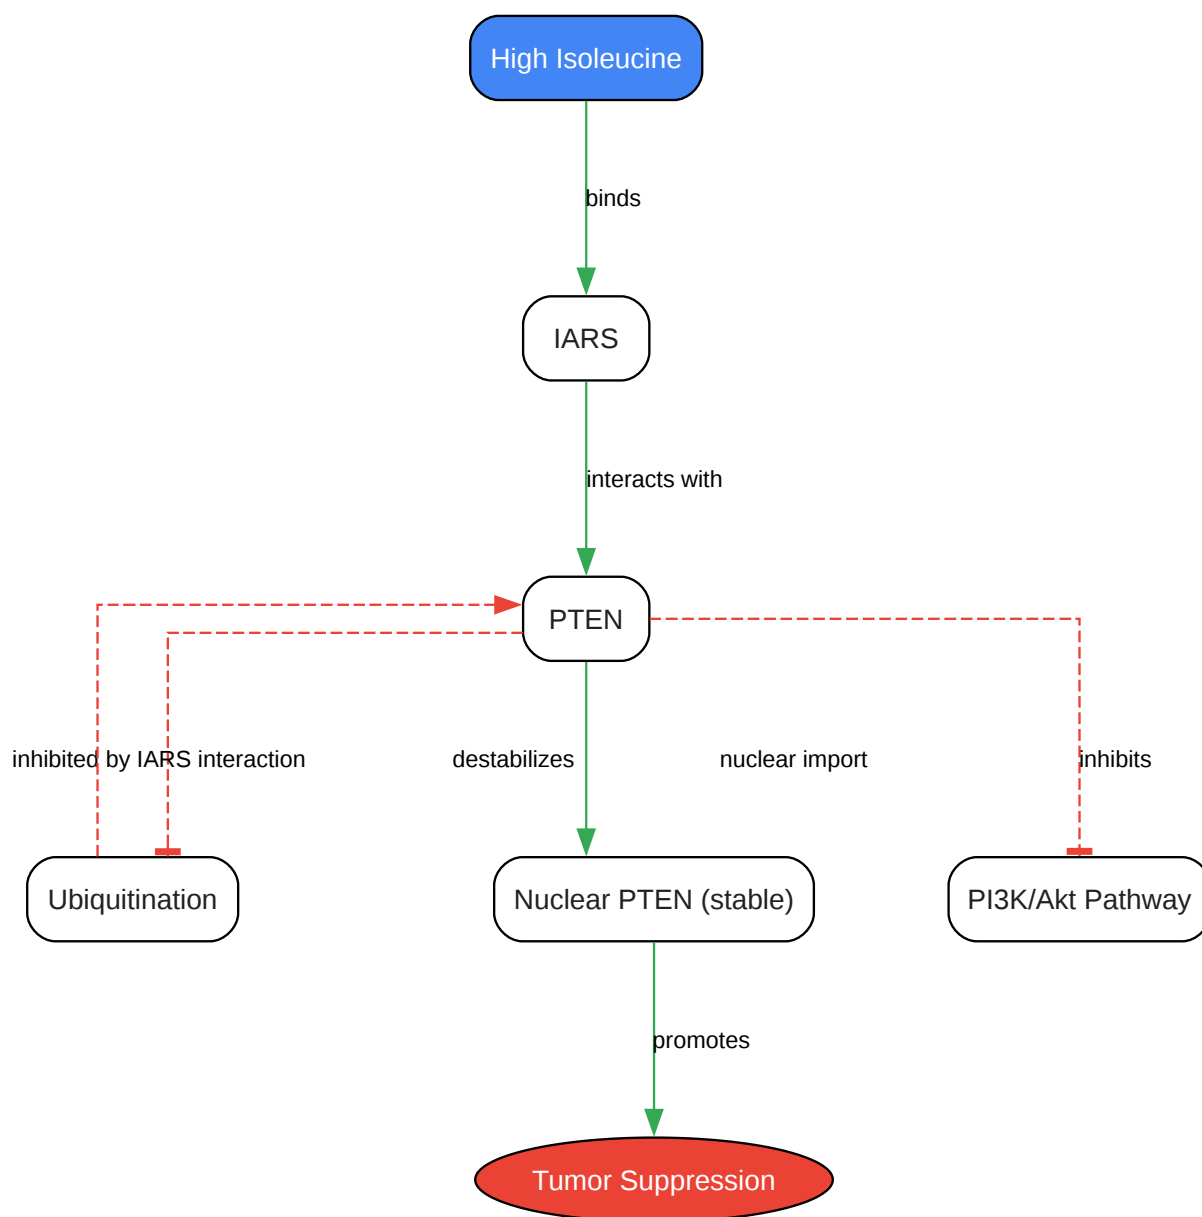 High Isoleucine
binds
IARS
interacts with
PTEN
inhibited by IARS interaction
destabilizes
nuclear import
inhibits
Ubiquitination
Nuclear PTEN (stable)
PI3K/Akt Pathway
promotes
Tumor Suppression